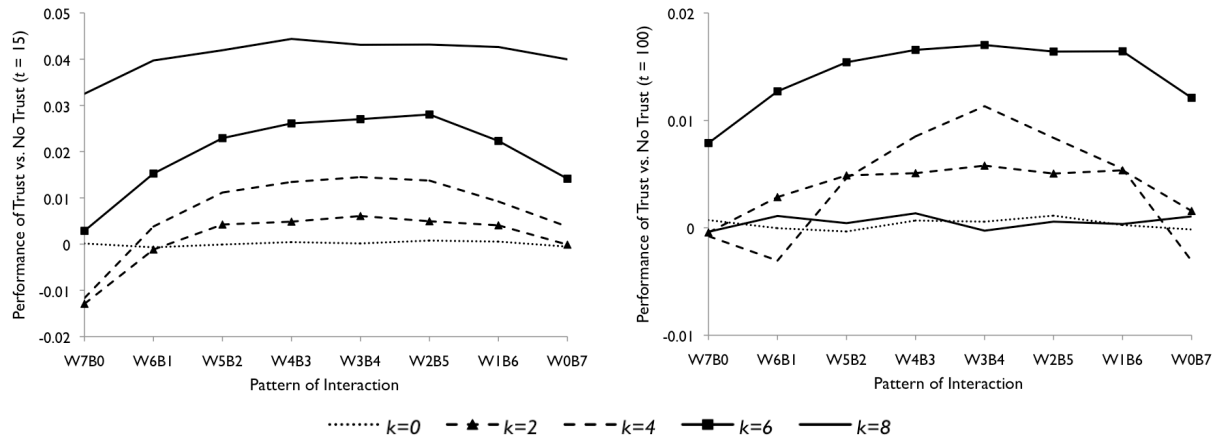 Performance of Trust vs. No Trust (t = 15)
0.05
0.04
0.03
0.02
0.01
0
-0.01
-0.02
W7B0 W6B1 W5B2 W4B3 W3B4 W2B5 W1B6 W0B7
Pattern of Interaction
Performance of Trust vs. No Trust (t = 100)
0.02
0.01
0
-0.01
W7B0 W6B1 W5B2 W4B3 W3B4 W2B5 W1B6 W0B7
Pattern of Interaction
k=0 k=2 k=4 k=6 k=8